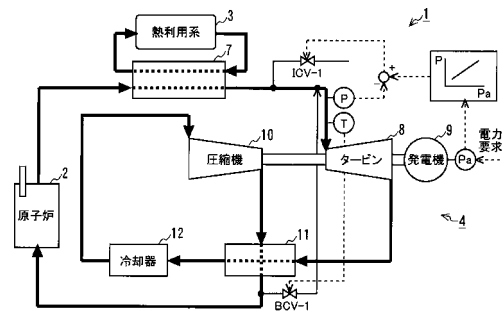 熱利用系
3
1
7
ICV-1
+
-
P
Pa
P
T
10
8
9
圧縮機
タービン
発電機
Pa
電力
要求
2
原子炉
12
11
4
冷却器
BCV-1